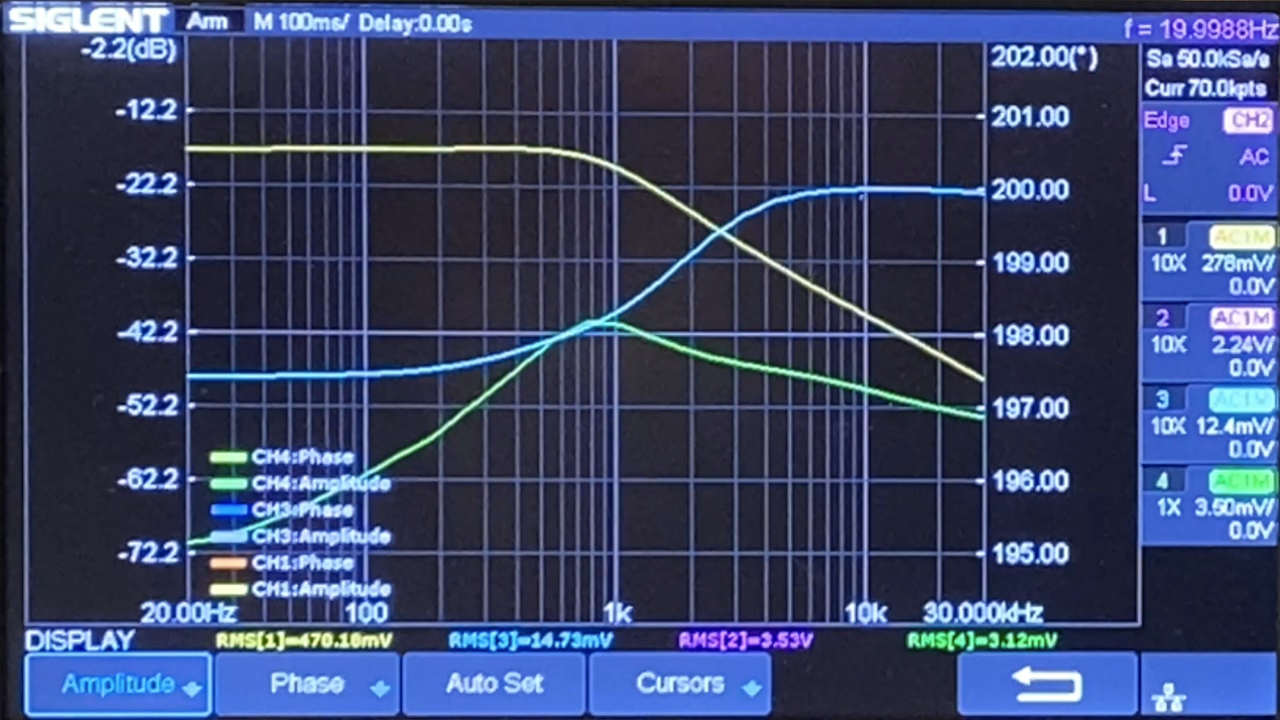 SIGLENT Arm M 100ms/ Delay:0.00s
f = 19.9988Hz
-2.2(dB)
202.00(°)
Sa 50.0kSa/s
Curr 70.0kpts
-12.2
201.00
Edge CH2
AC
-22.2
200.00
L 0.0V
1 AC1M
-32.2
199.00
10X 278mV/
0.0V
2 AC1M
-42.2
198.00
10X 2.24V/
0.0V
3 AC1M
-52.2
197.00
10X 12.4mV/
0.0V
CH4:Phase
-62.2
CH4:Amplitude
196.00
4 AC1M
CH3:Phase
1X 3.50mV/
0.0V
CH3:Amplitude
-72.2
195.00
CH1:Phase
CH1:Amplitude
20.00Hz 100 1k 10k 30.000kHz
DISPLAY RMS[1]=470.18mV RMS[3]=14.73mV RMS[2]=3.53V RMS[4]=3.12mV
Amplitude Phase Auto Set Cursors